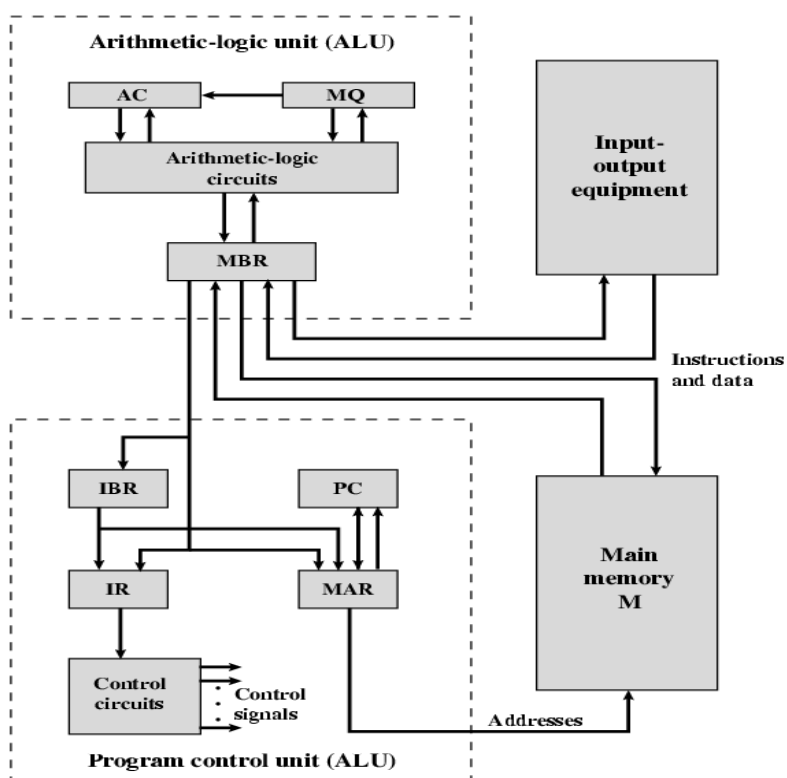 Arithmetic-logic unit (ALU)
AC
MQ
Arithmetic-logic
circuits
MBR
Input-
output
equipment
Instructions
and data
IBR
PC
IR
MAR
Main
memory
M
Control
circuits
Control
signals
Addresses
Program control unit (ALU)